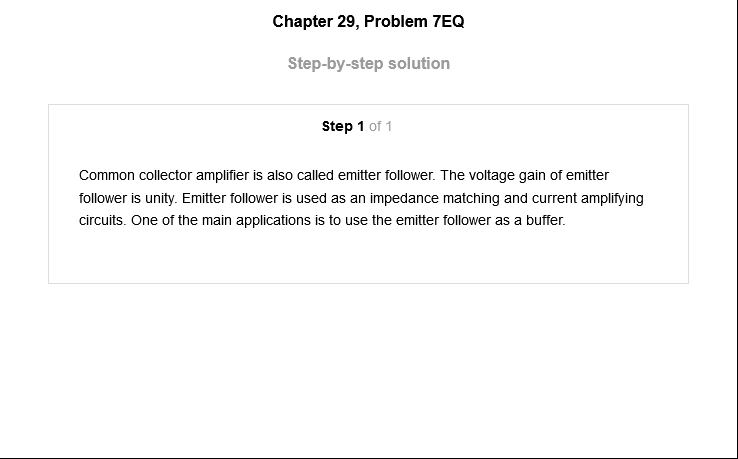 Chapter 29, Problem 7EQ
Step-by-step solution
Step 1 of 1
Common collector amplifier is also called emitter follower. The voltage gain of emitter
follower is unity. Emitter follower is used as an impedance matching and current amplifying
circuits. One of the main applications is to use the emitter follower as a buffer.